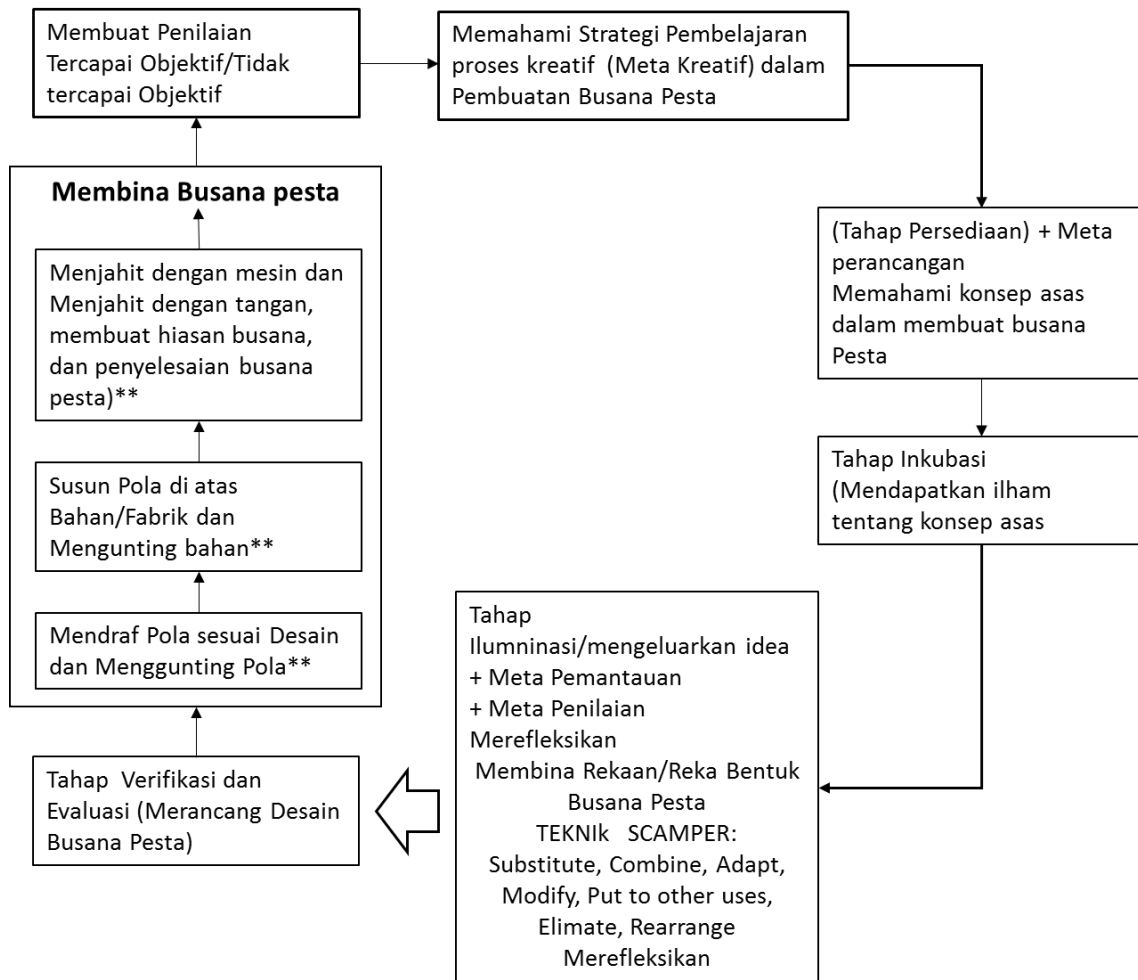 Membuat Penilaian
Tercapai Objektif/Tidak
tercapai Objektif
Memahami Strategi Pembelajaran
proses kreatif (Meta Kreatif) dalam
Pembuatan Busana Pesta
(Tahap Persediaan) + Meta
perancangan
Memahami konsep asas
dalam membuat busana
Pesta
Tahap Inkubasi
(Mendapatkan ilham
tentang konsep asas
Tahap
Iluminasi/mengeluarkan idea
+ Meta Pemantauan
+ Meta Penilaian
Merefleksikan
Membina Rekaan/Reka Bentuk
Busana Pesta
TEKNIk SCAMPER:
Substitute, Combine, Adapt,
Modify, Put to other uses,
Elimate, Rearrange
Merefleksikan
Tahap Verifikasi dan
Evaluasi (Merancang Desain
Busana Pesta)
Membina Busana pesta
Mendraf Pola sesuai Desain
dan Menggunting Pola**
Susun Pola di atas
Bahan/Fabrik dan
Mengunting bahan**
Menjahit dengan mesin dan
Menjahit dengan tangan,
membuat hiasan busana,
dan penyelesaian busana
pesta)**